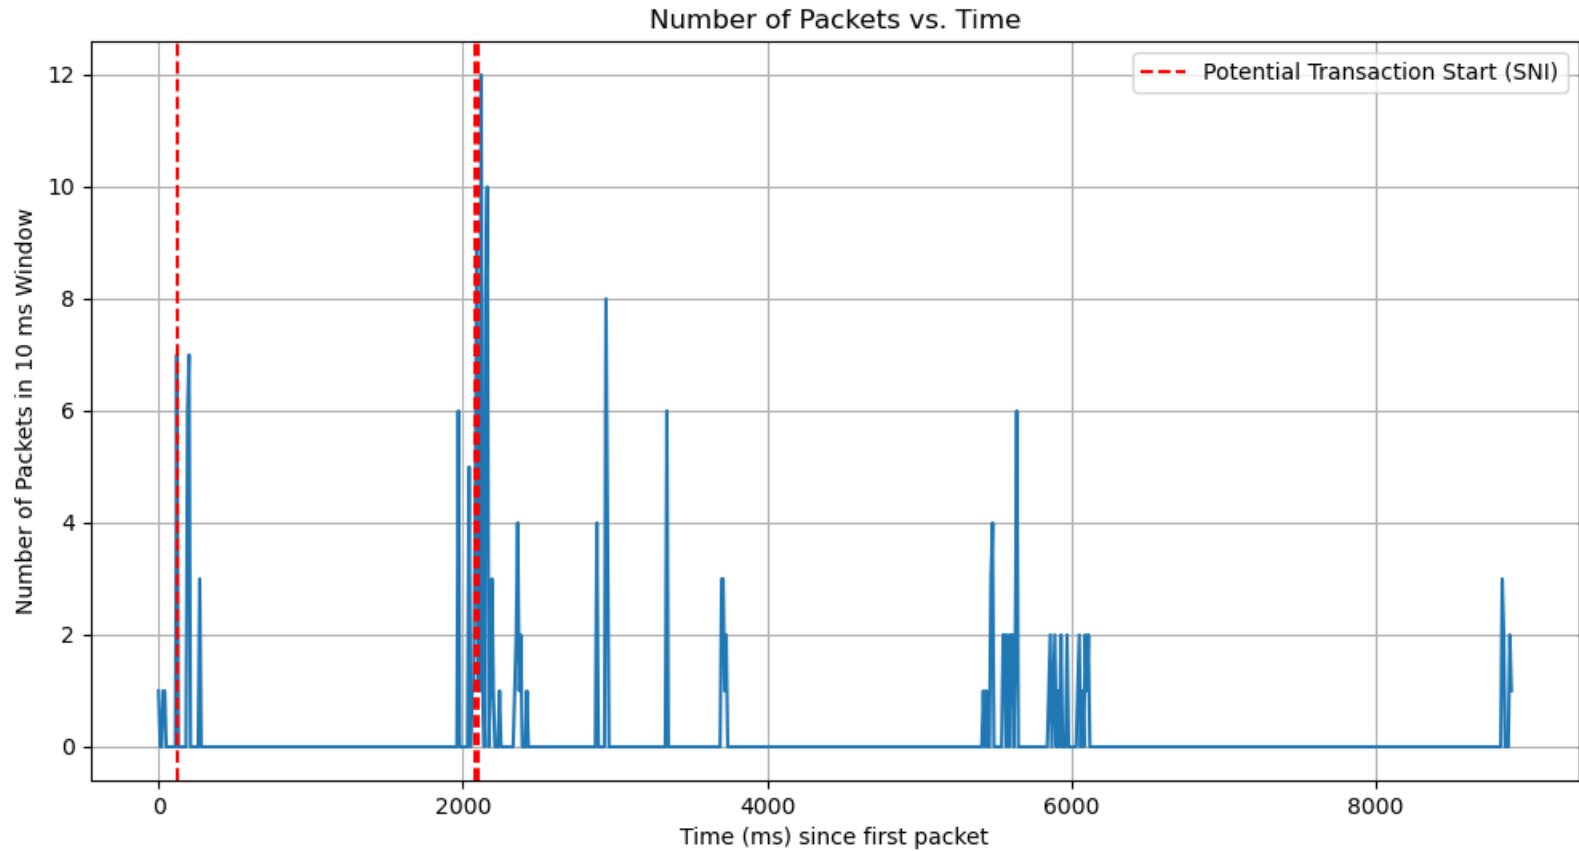 Number of Packets vs. Time
Potential Transaction Start (SNI)
Number of Packets in 10 ms Window
12
10
8
6
4
2
0
0 2000 4000 6000 8000
Time (ms) since first packet